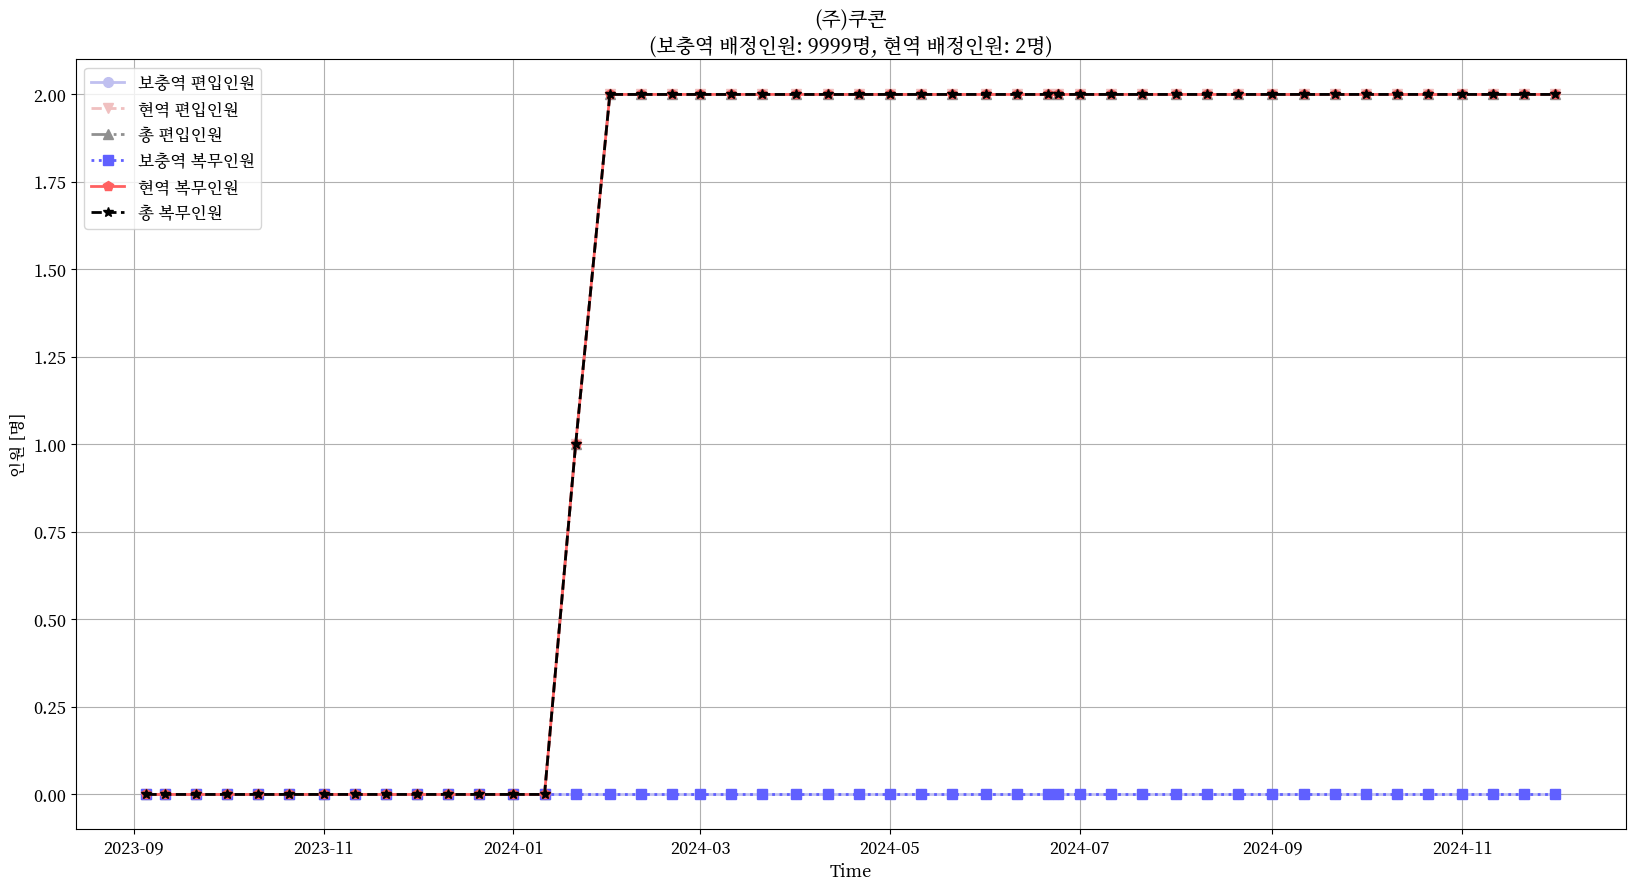 (주)쿠콘
(보충역 배정인원: 9999명, 현역 배정인원: 2명)
보충역 편입인원
현역 편입인원
총 편입인원
보충역 복무인원
현역 복무인원
총 복무인원
2.00
1.75
1.50
1.25
1.00
0.75
0.50
0.25
0.00
인원 [명]
2023-09
2023-11
2024-01
2024-03
2024-05
2024-07
2024-09
2024-11
Time